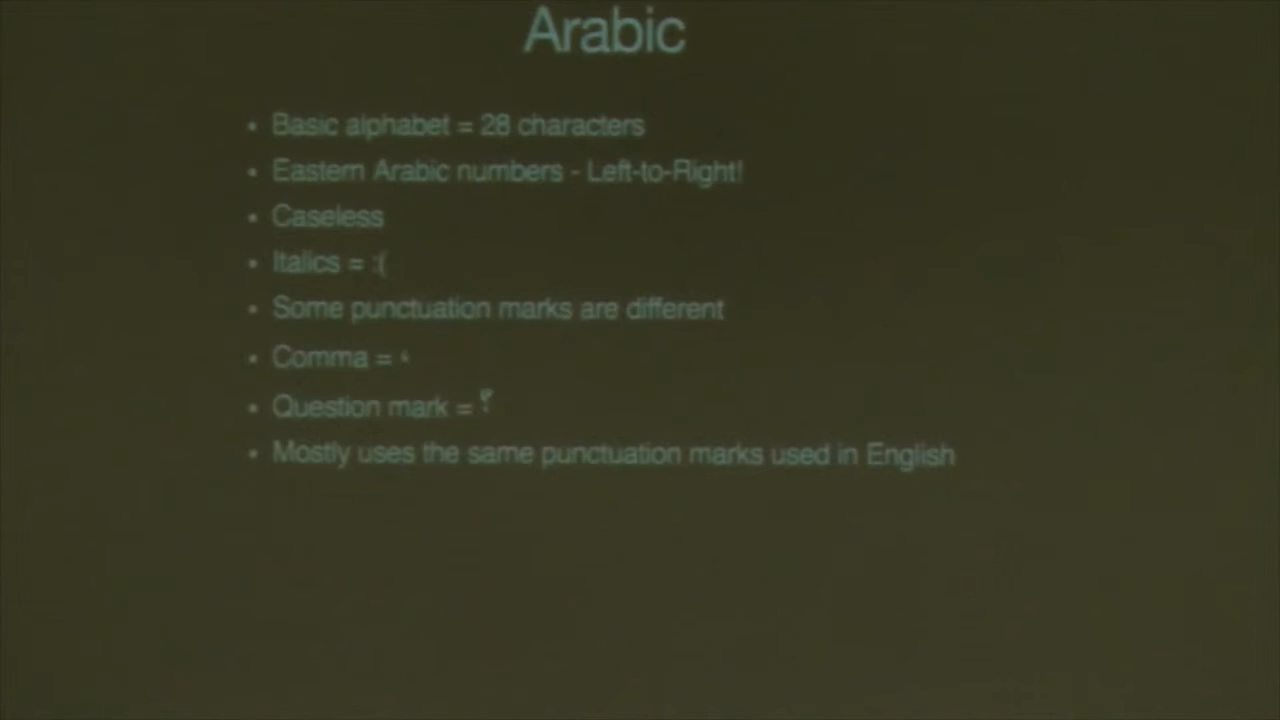 Arabic
• Basic alphabet = 28 characters
• Eastern Arabic numbers - Left-to-Right!
• Caseless
• Italics = :(
• Some punctuation marks are different
• Comma = ،
• Question mark = ؟
• Mostly uses the same punctuation marks used in English